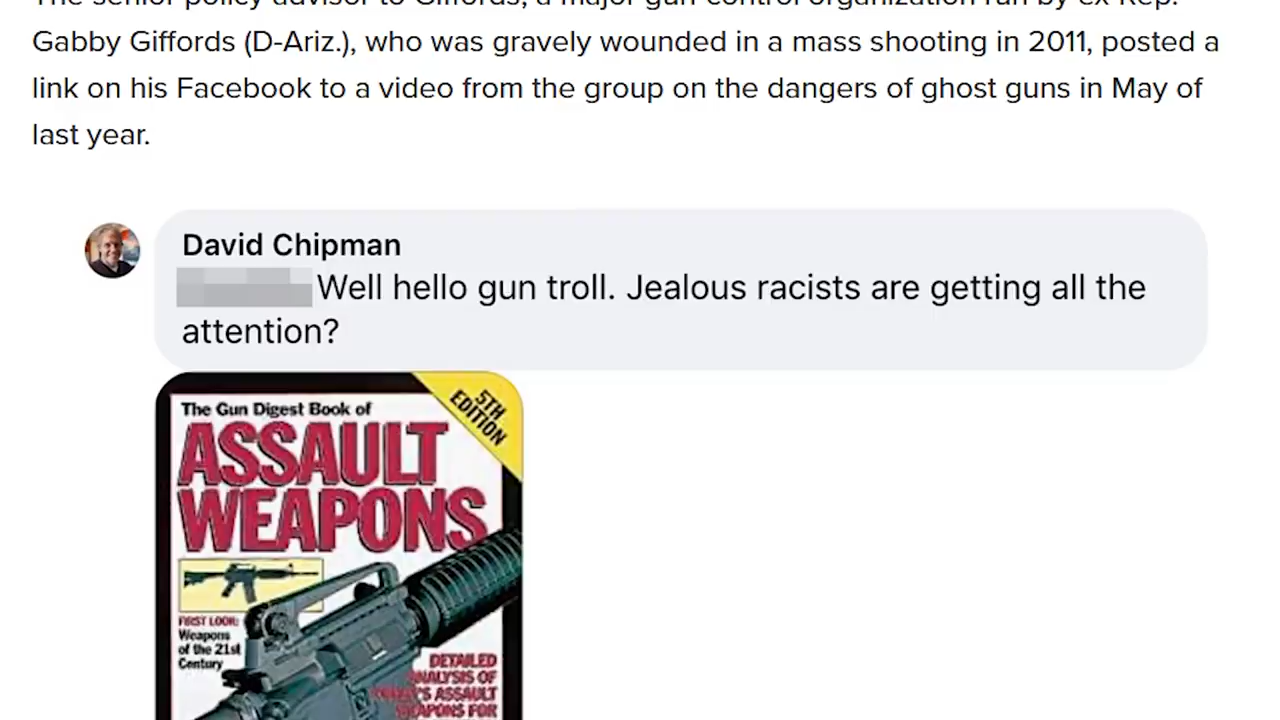 The senior policy advisor to Giffords, a major gun control organization run by ex-Rep.
Gabby Giffords (D-Ariz.), who was gravely wounded in a mass shooting in 2011, posted a
link on his Facebook to a video from the group on the dangers of ghost guns in May of
last year.
David Chipman
Well hello gun troll. Jealous racists are getting all the
attention?
5TH
EDITION
The Gun Digest Book of
ASSAULT
WEAPONS
FIRST LOOK:
Weapons
of the 21st
Century
DETAILED
ANALYSIS OF
TODAY'S ASSAULT
WEAPONS FOR